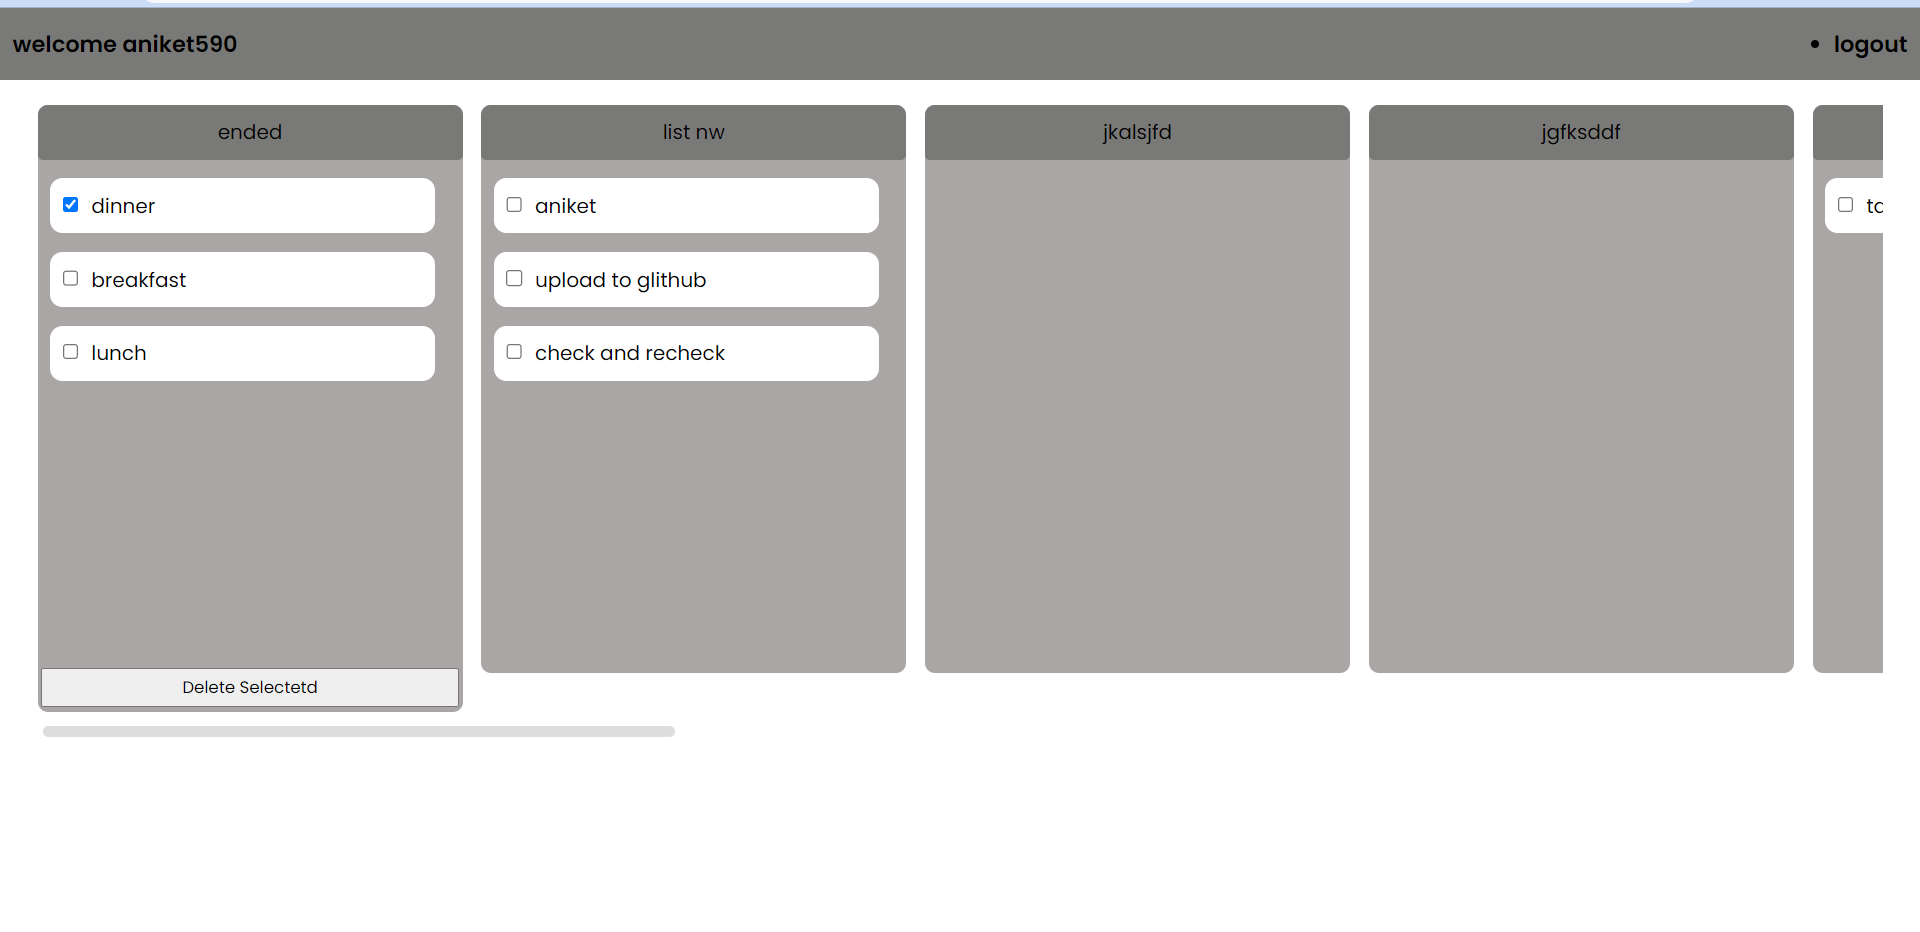 welcome aniket590
logout
ended
dinner
breakfast
lunch
Delete Selectetd
list nw
aniket
upload to glithub
check and recheck
jkalsjfd
jgfksddf